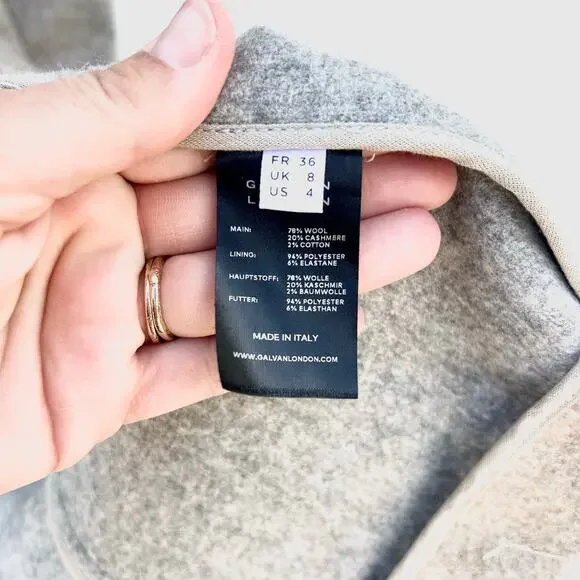 FR 36
UK 8
US 4
MAIN: 78% WOOL
20% CASHMERE
2% COTTON
LINING: 94% POLYESTER
6% ELASTANE
HAUPTSTOFF: 78% WOLLE
20% KASCHMIR
2% BAUMWOLLE
FUTTER: 94% POLYESTER
6% ELASTHAN
MADE IN ITALY
WWW.GALVANLONDON.COM